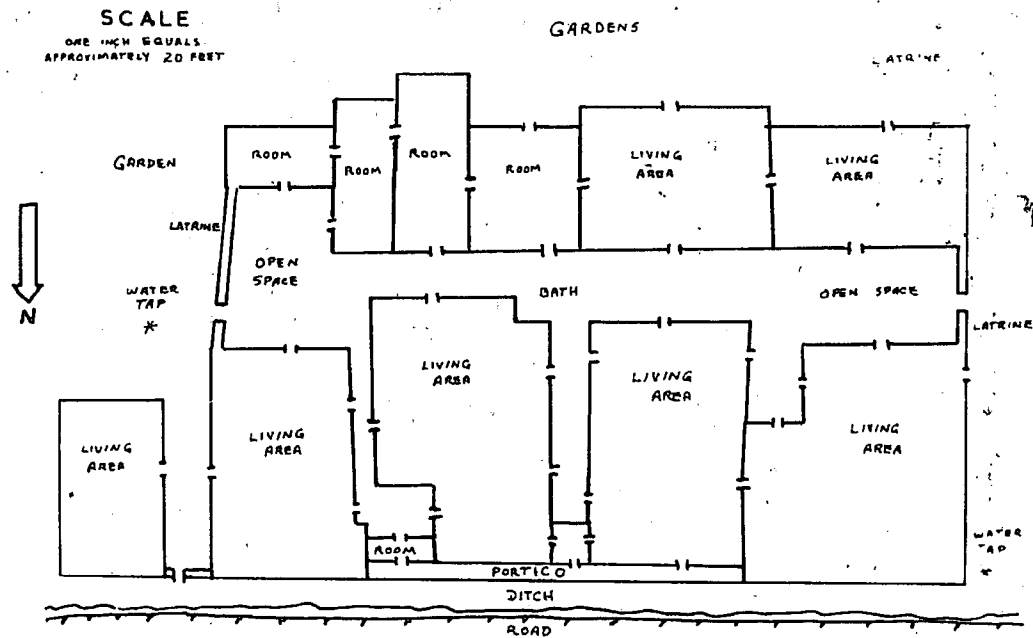 SCALE
ONE INCH EQUALS
APPROXIMATELY 20 FEET
GARDENS
LATRINE
GARDEN
ROOM
ROOM
ROOM
ROOM
LIVING
AREA
LIVING
AREA
LATRINE
OPEN
SPACE
WATER
TAP
*
N
BATH
OPEN SPACE
LATRINE
LIVING
AREA
LIVING
AREA
LIVING
AREA
LIVING
AREA
LIVING
AREA
ROOM
WATER
TAP
*
PORTICO
DITCH
ROAD